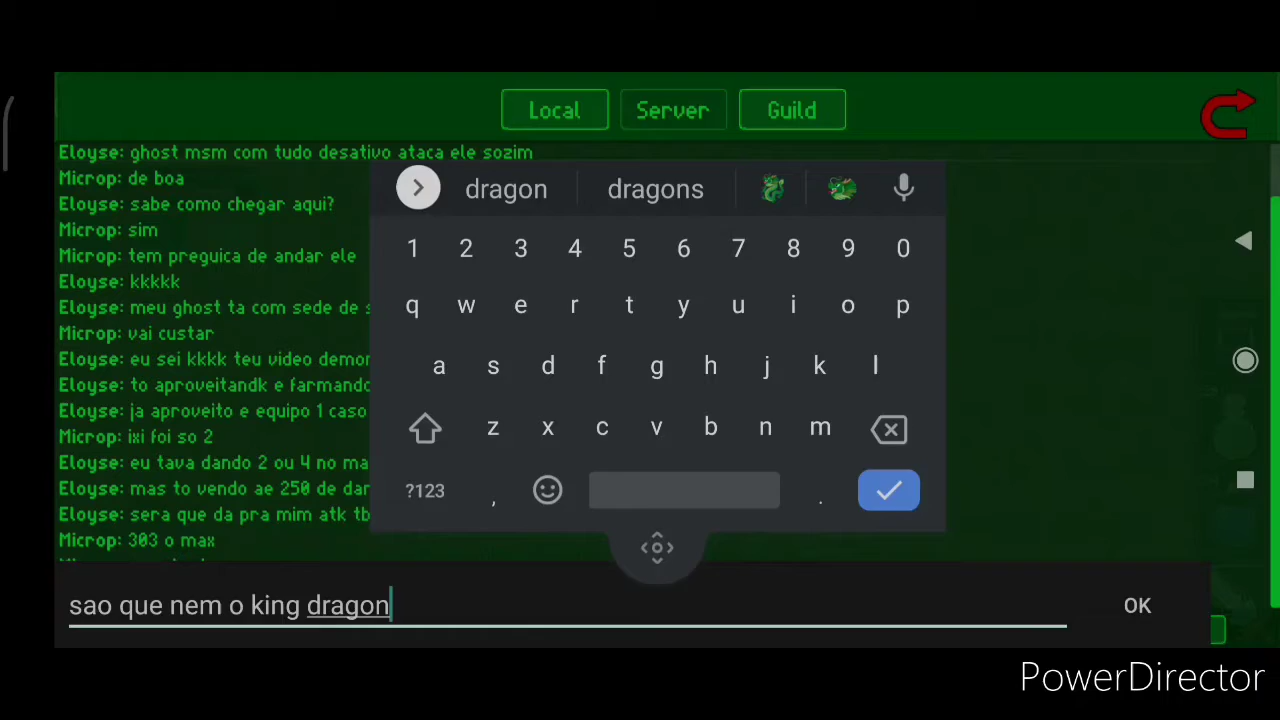 Local Server Guild
Eloyse: ghost msm com tudo desativo ataca ele sozim
Microp: de boa
Eloyse: sabe como chegar aqui?
Microp: sim
Microp: tem preguica de andar ele
Eloyse: kkkkk
Eloyse: meu ghost ta com sede de
Microp: vai custar
Eloyse: eu sei kkkk teu video demon
Eloyse: to aproveitandk e farmando
Eloyse: ja aproveito e equipo 1 caso
Microp: ixi foi so 2
Eloyse: eu tava dando 2 ou 4 no ma
Eloyse: mas to vendo ae 250 de dan
Eloyse: sera que da pra mim atk tb
Microp: 303 o max
dragon dragons
1 2 3 4 5 6 7 8 9 0
q w e r t y u i o p
a s d f g h j k l
z x c v b n m
?123 , .
sao que nem o king dragon
OK
PowerDirector